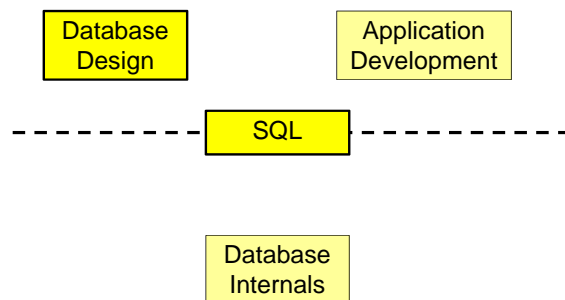 Database
Design
Application
Development
SQL
Database
Internals